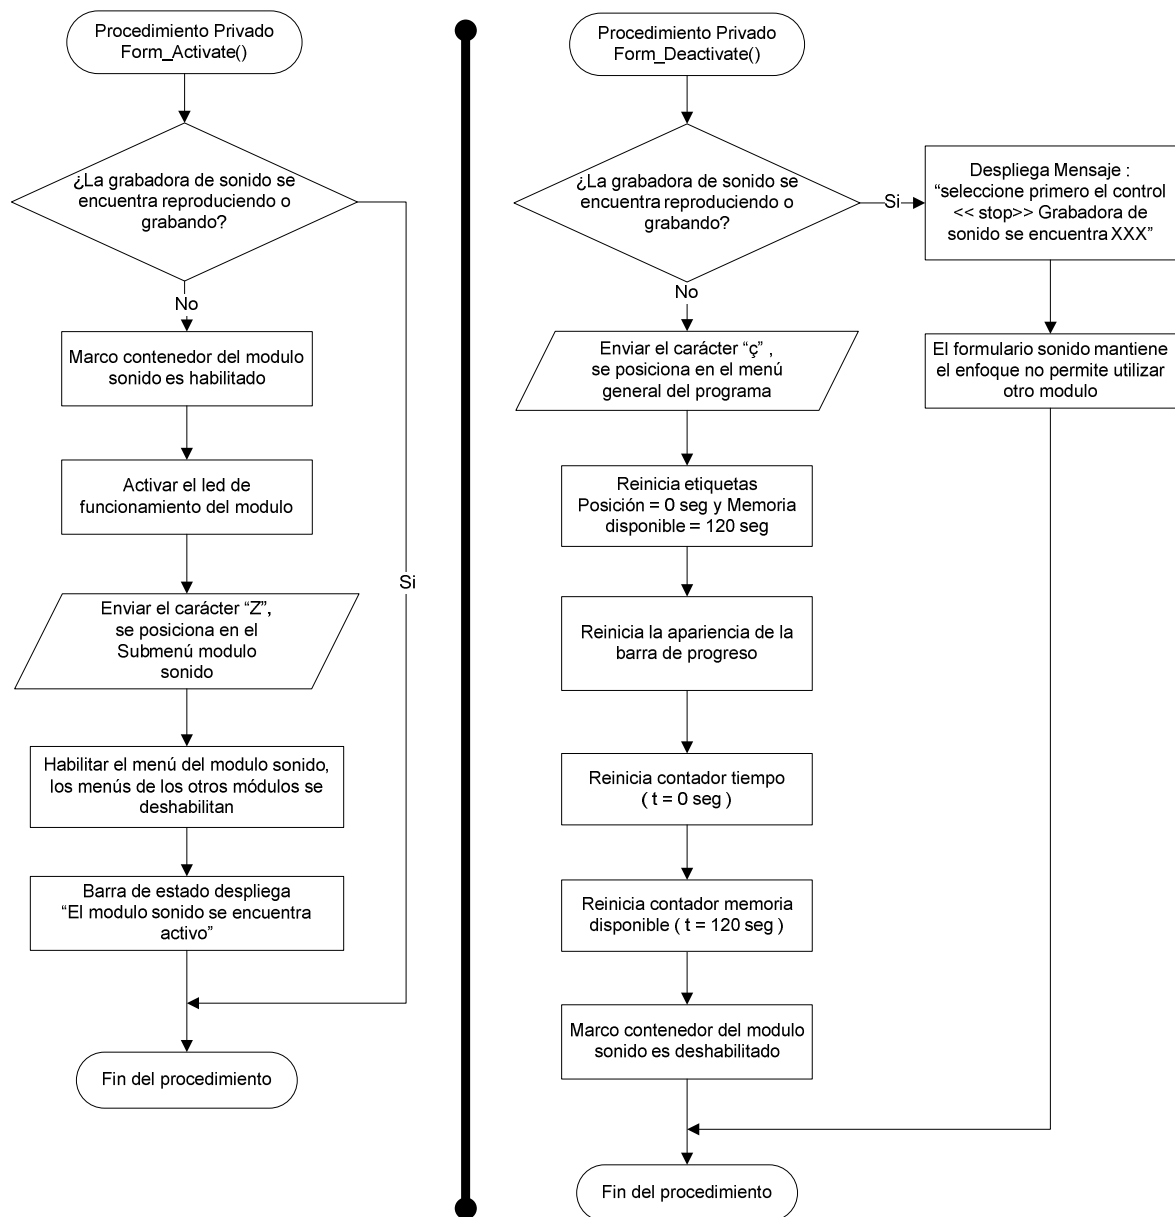 Procedimiento Privado
Form_Activate()
¿La grabadora de sonido se
encuentra reproduciendo o
grabando?
No
Si
Marco contenedor del modulo
sonido es habilitado
Activar el led de
funcionamiento del modulo
Enviar el carácter “Z”,
se posiciona en el
Submenú modulo
sonido
Habilitar el menú del modulo sonido,
los menús de los otros módulos se
deshabilitan
Barra de estado despliega
“El modulo sonido se encuentra
activo”
Fin del procedimiento
Procedimiento Privado
Form_Deactivate()
¿La grabadora de sonido se
encuentra reproduciendo o
grabando?
Si
No
Despliega Mensaje :
“seleccione primero el control
<< stop>> Grabadora de
sonido se encuentra XXX”
El formulario sonido mantiene
el enfoque no permite utilizar
otro modulo
Enviar el carácter “ç” ,
se posiciona en el menú
general del programa
Reinicia etiquetas
Posición = 0 seg y Memoria
disponible = 120 seg
Reinicia la apariencia de la
barra de progreso
Reinicia contador tiempo
( t = 0 seg )
Reinicia contador memoria
disponible ( t = 120 seg )
Marco contenedor del modulo
sonido es deshabilitado
Fin del procedimiento